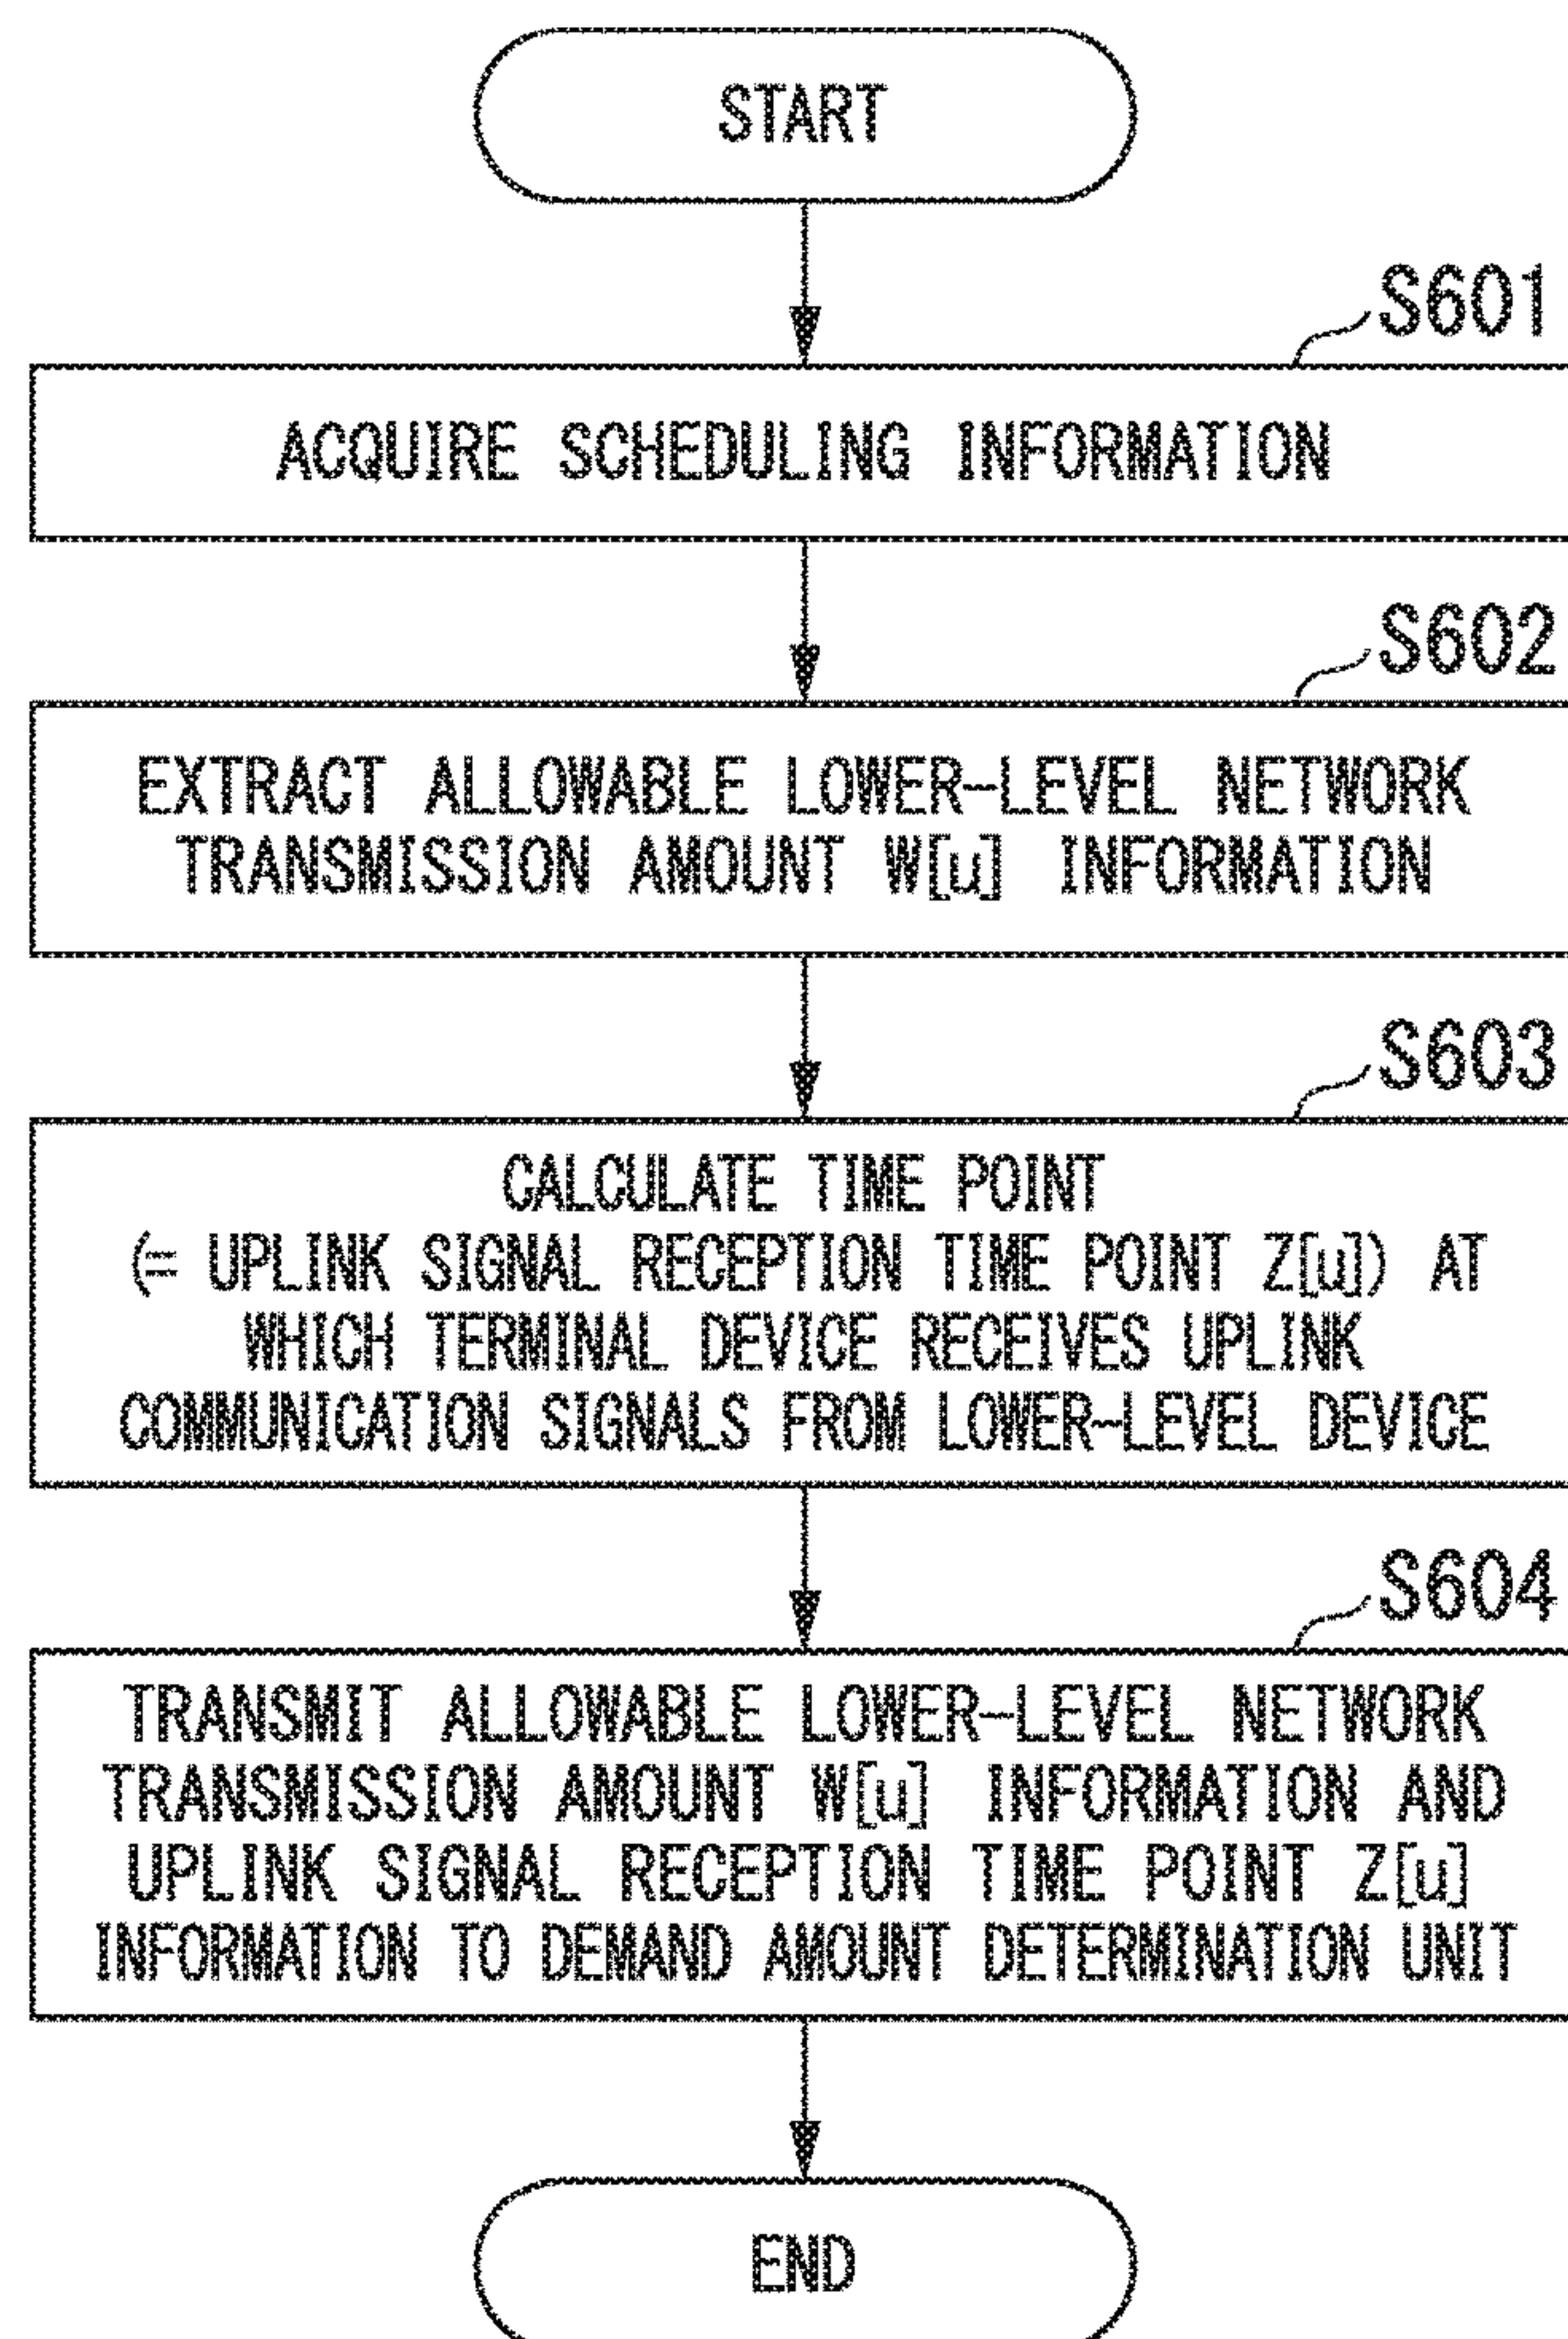 START
S601
ACQUIRE SCHEDULING INFORMATION
S602
EXTRACT ALLOWABLE LOWER-LEVEL NETWORK
TRANSMISSION AMOUNT W[u] INFORMATION
S603
CALCULATE TIME POINT
(= UPLINK SIGNAL RECEPTION TIME POINT Z[u]) AT
WHICH TERMINAL DEVICE RECEIVES UPLINK
COMMUNICATION SIGNALS FROM LOWER-LEVEL DEVICE
S604
TRANSMIT ALLOWABLE LOWER-LEVEL NETWORK
TRANSMISSION AMOUNT W[u] INFORMATION AND
UPLINK SIGNAL RECEPTION TIME POINT Z[u]
INFORMATION TO DEMAND AMOUNT DETERMINATION UNIT
END